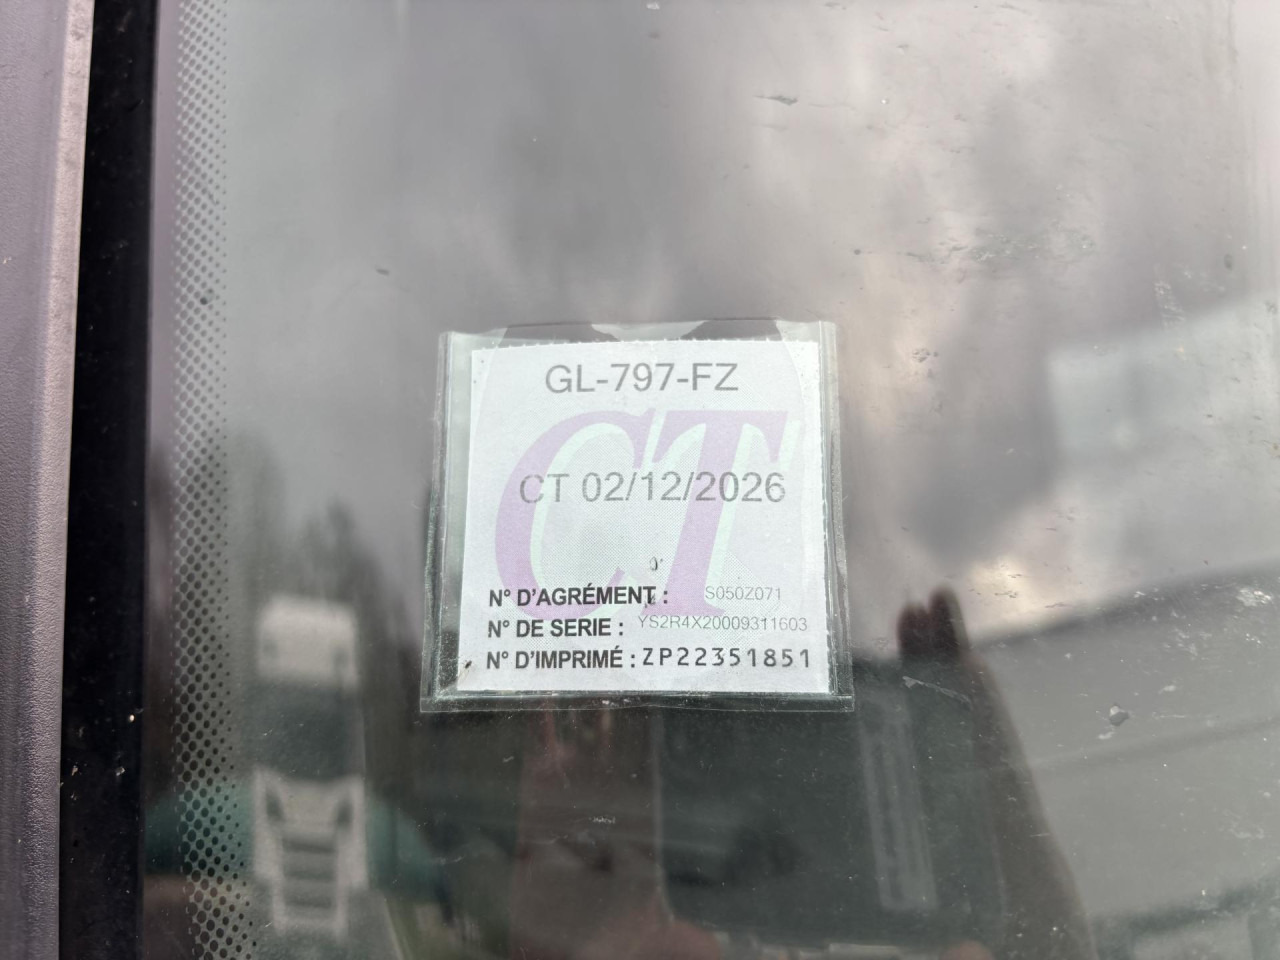 GL-797-FZ
CT
CT 02/12/2026
N° D'AGRÉMENT : S050Z071
N° DE SERIE : YS2R4X20009311603
N° D'IMPRIMÉ : ZP22351851